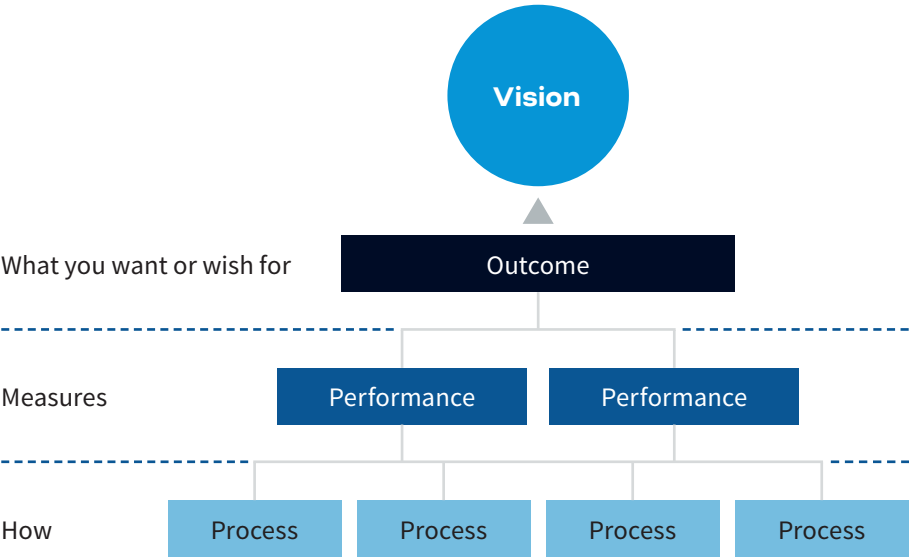 Vision
What you want or wish for
Outcome
Measures
Performance
Performance
How
Process
Process
Process
Process